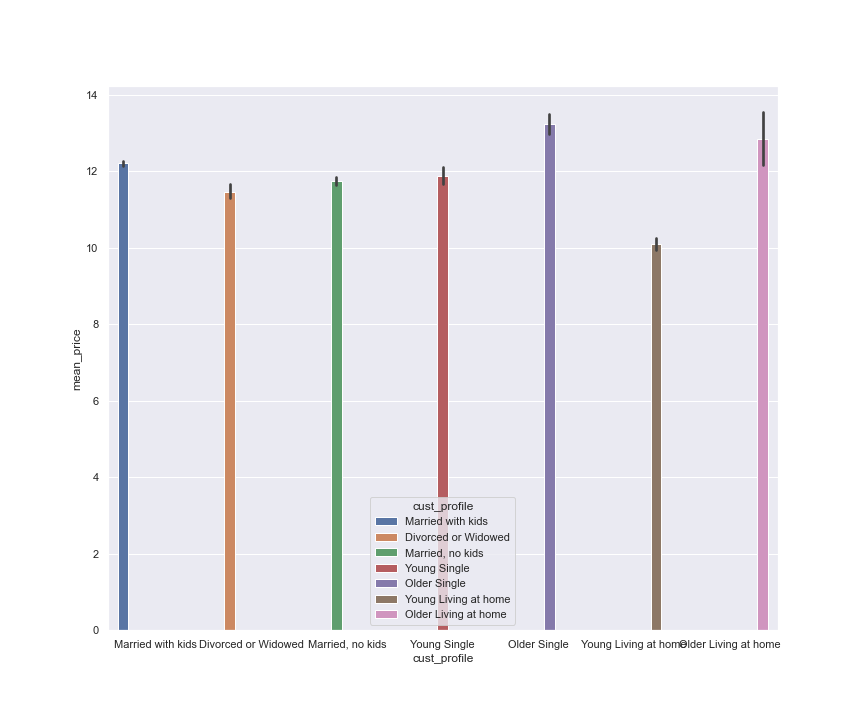 14
12
10
8
6
4
2
0
mean_price
cust_profile
Married with kids
Divorced or Widowed
Married, no kids
Young Single
Older Single
Young Living at home
Older Living at home
Married with kids Divorced or Widowed Married, no kids Young Single Older Single Young Living at home Older Living at home
cust_profile